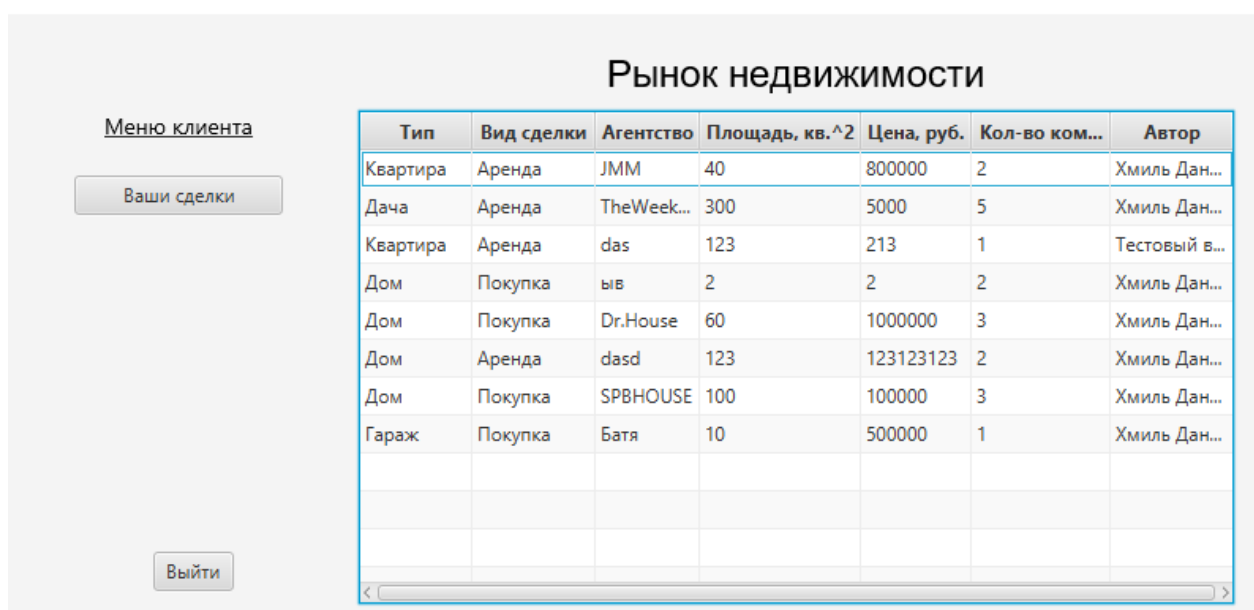 Рынок недвижимости
Меню клиента
Ваши сделки
Выйти
Тип Вид сделки Агентство Площадь, кв.^2 Цена, руб. Кол-во ком... Автор
Квартира Аренда JMM 40 800000 2 Хмиль Дан...
Дача Аренда TheWeek... 300 5000 5 Хмиль Дан...
Квартира Аренда das 123 213 1 Тестовый в...
Дом Покупка ыв 2 2 2 Хмиль Дан...
Дом Покупка Dr.House 60 1000000 3 Хмиль Дан...
Дом Аренда dasd 123 123123123 2 Хмиль Дан...
Дом Покупка SPBHOUSE 100 100000 3 Хмиль Дан...
Гараж Покупка Батя 10 500000 1 Хмиль Дан...